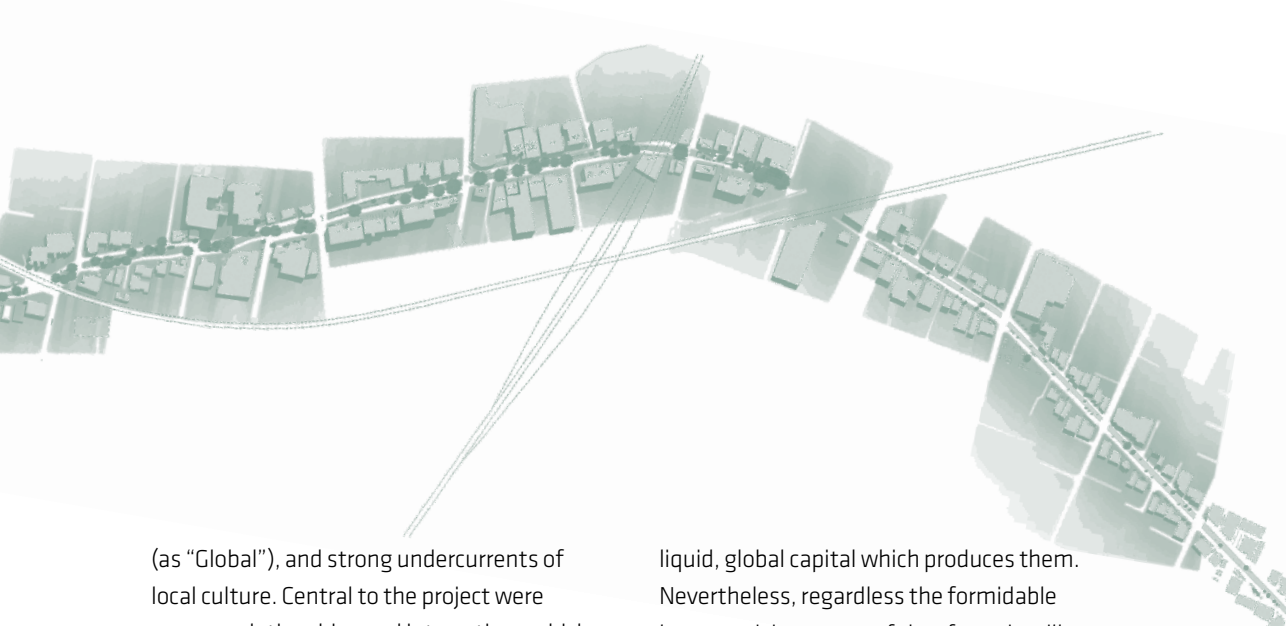 (as “Global”), and strong undercurrents of
local culture. Central to the project were
liquid, global capital which produces them.
Nevertheless, regardless the formidable